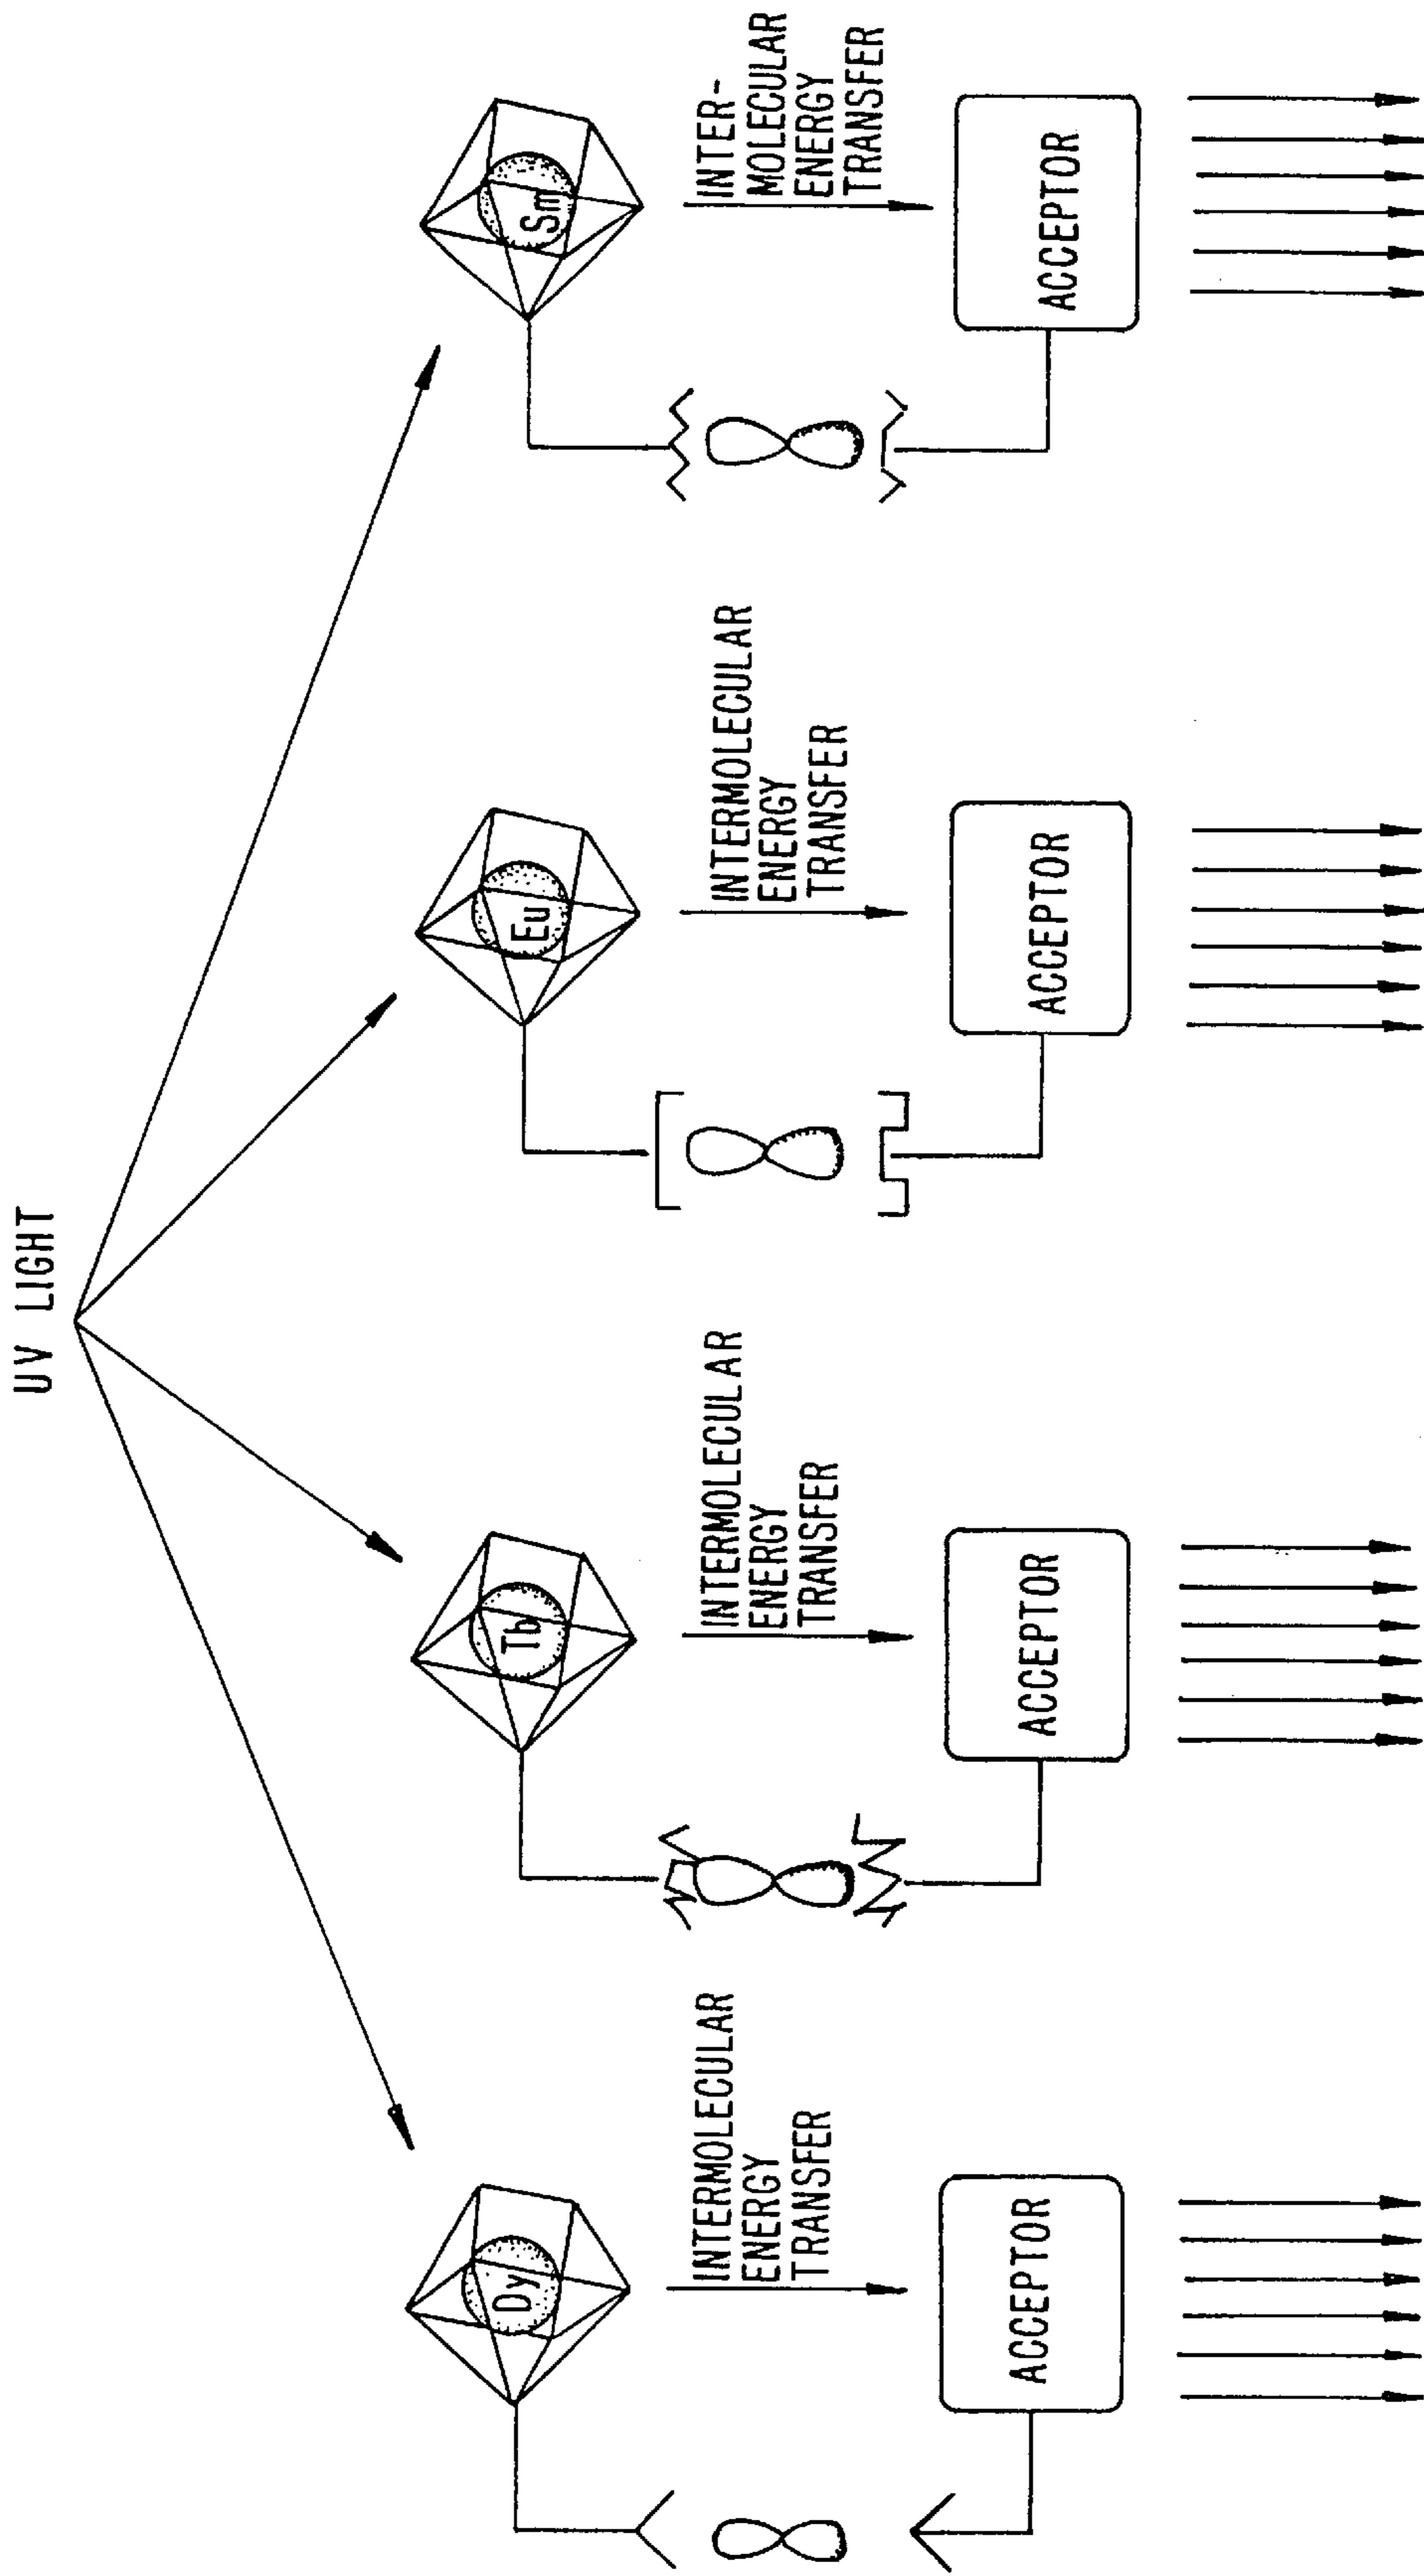 UV LIGHT
Dy
INTERMOLECULAR
ENERGY
TRANSFER
ACCEPTOR
Tb
INTERMOLECULAR
ENERGY
TRANSFER
ACCEPTOR
Eu
INTERMOLECULAR
ENERGY
TRANSFER
ACCEPTOR
Sm
INTER-
MOLECULAR
ENERGY
TRANSFER
ACCEPTOR